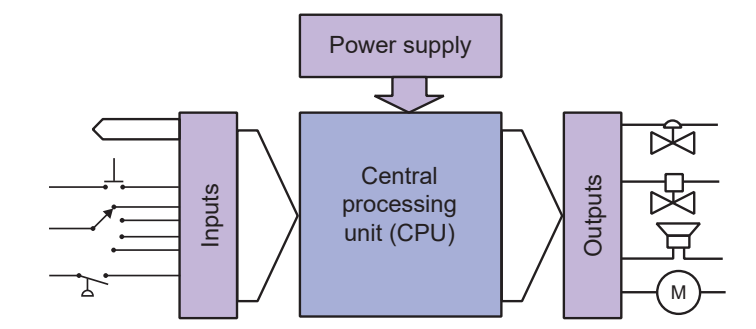 Power supply
Inputs
Central
processing
unit (CPU)
Outputs
M